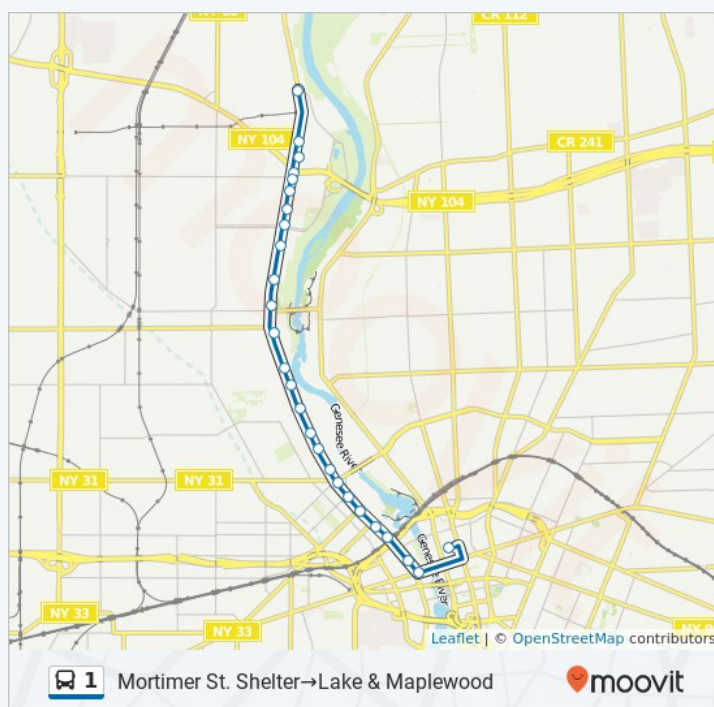 CR 112
NY 104
CR 241
NY 104
Genesee River
NY 31
NY 31
Genesee River
NY 33
NY 33
Leaflet | © OpenStreetMap contributors
1 Mortimer St. Shelter→Lake & Maplewood
moovit